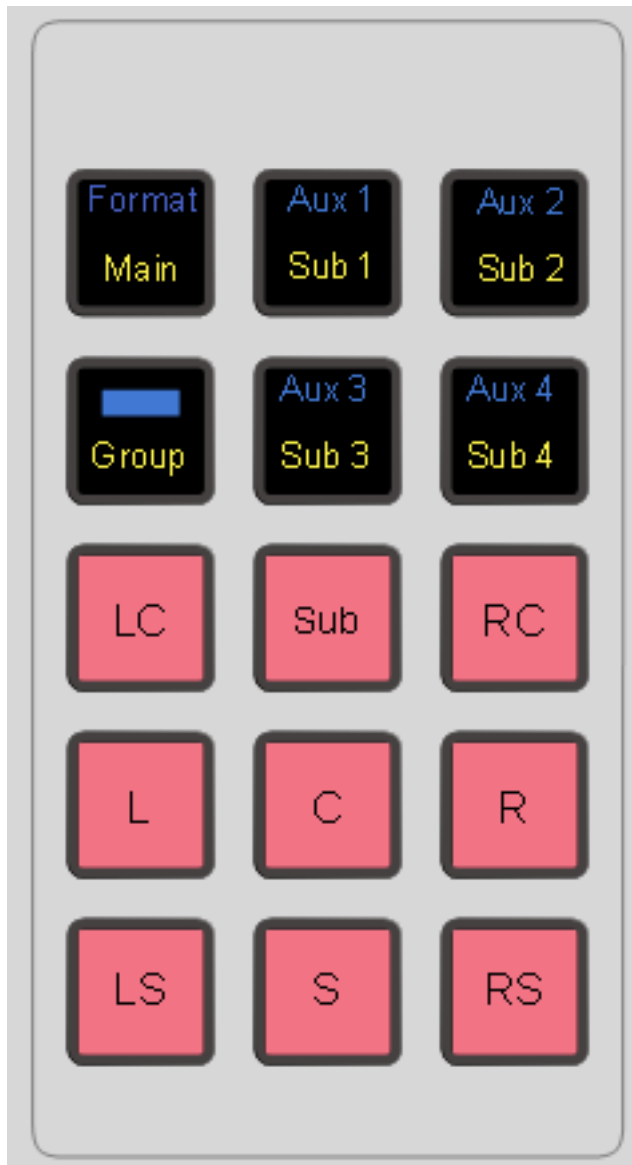 Format
Main
Aux 1
Sub 1
Aux 2
Sub 2
Group
Aux 3
Sub 3
Aux 4
Sub 4
LC
Sub
RC
L
C
R
LS
S
RS